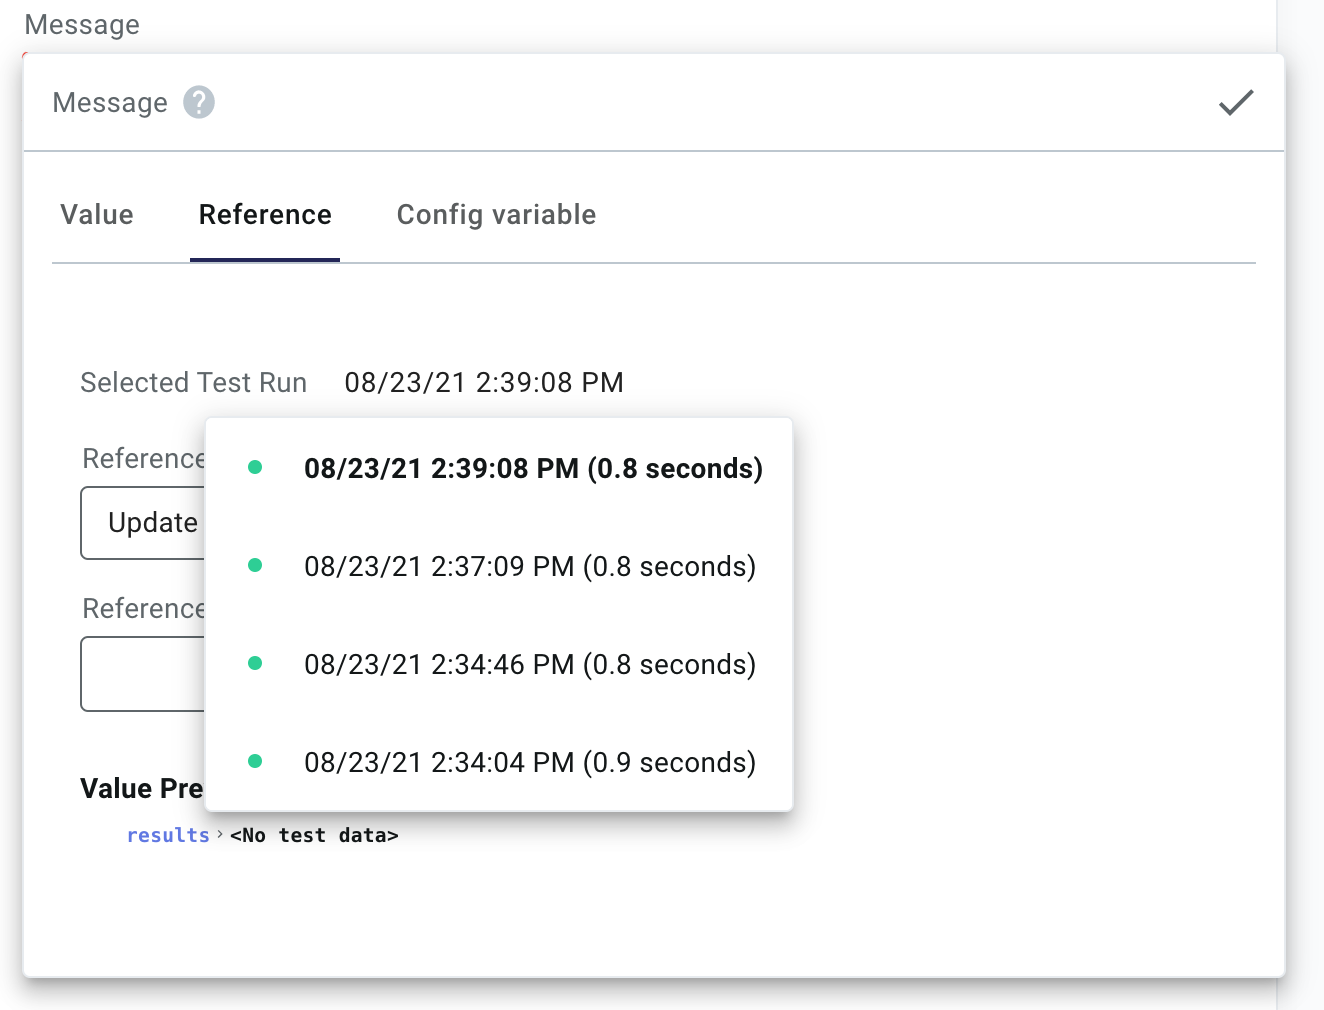 Message
Message ?
Value Reference Config variable
Selected Test Run 08/23/21 2:39:08 PM
Reference
Update
Reference
Value Pre
08/23/21 2:39:08 PM (0.8 seconds)
08/23/21 2:37:09 PM (0.8 seconds)
08/23/21 2:34:46 PM (0.8 seconds)
08/23/21 2:34:04 PM (0.9 seconds)
results › <No test data>